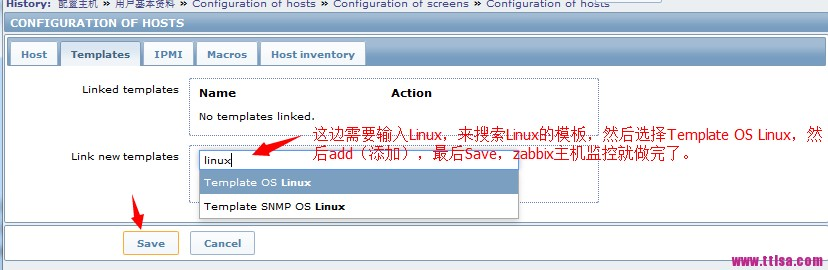 History: 配置主机 » 用户基本资料 » Configuration of hosts » Configuration of screens » Configuration of hosts
CONFIGURATION OF HOSTS
Host Templates IPMI Macros Host inventory
Linked templates
Name Action
No templates linked.
这边需要输入Linux，来搜索Linux的模板，然后选择Template OS Linux，然
后add（添加），最后Save，zabbix主机监控就做完了。
Link new templates
linux
Template OS Linux
Template SNMP OS Linux
Save Cancel
www.ttlsa.com